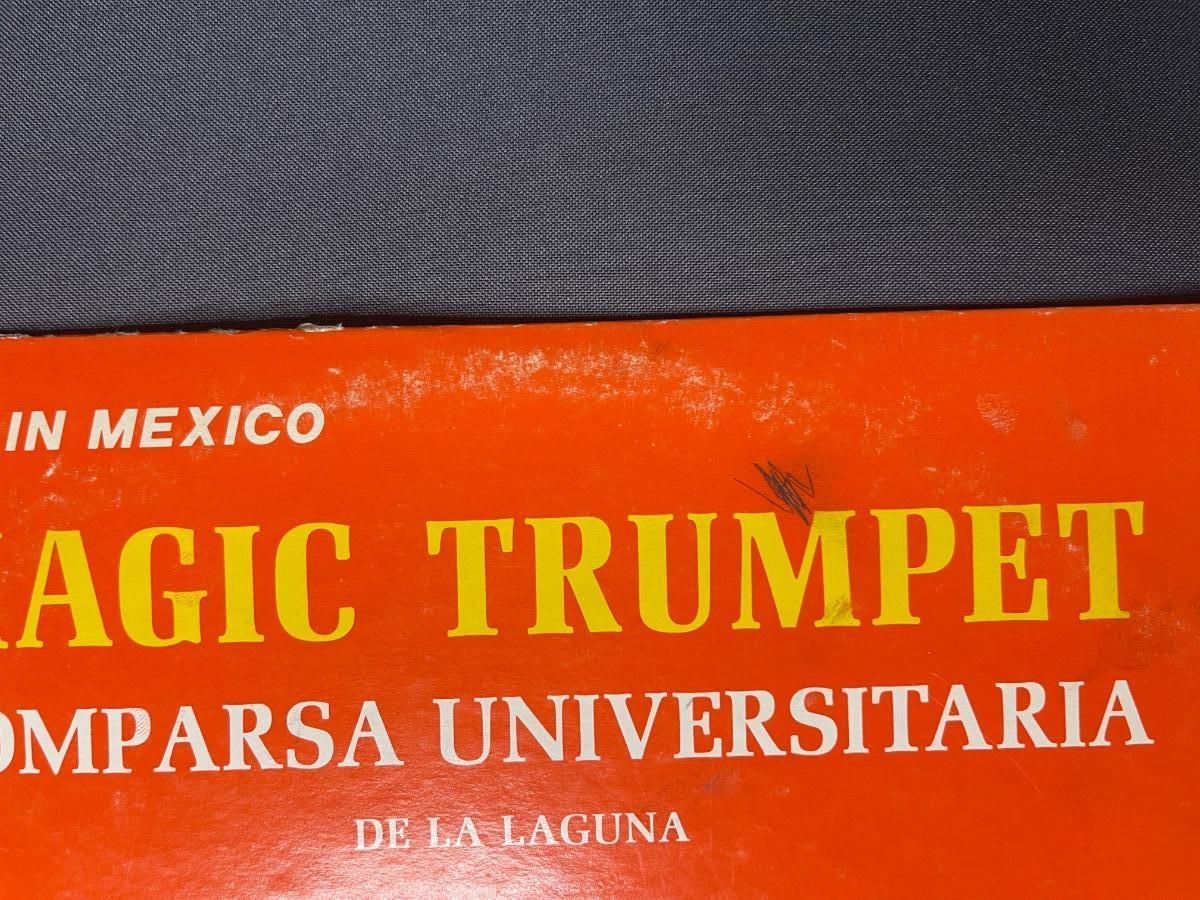 IN MEXICO
AGIC TRUMPET
OMPARSA UNIVERSITARIA
DE LA LAGUNA